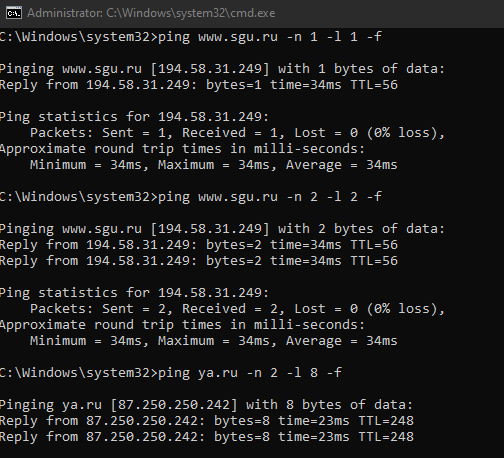 Administrator: C:\Windows\system32\cmd.exe
C:\Windows\system32>ping www.sgu.ru -n 1 -l 1 -f
Pinging www.sgu.ru [194.58.31.249] with 1 bytes of data:
Reply from 194.58.31.249: bytes=1 time=34ms TTL=56
Ping statistics for 194.58.31.249:
Packets: Sent = 1, Received = 1, Lost = 0 (0% loss),
Approximate round trip times in milli-seconds:
Minimum = 34ms, Maximum = 34ms, Average = 34ms
C:\Windows\system32>ping www.sgu.ru -n 2 -l 2 -f
Pinging www.sgu.ru [194.58.31.249] with 2 bytes of data:
Reply from 194.58.31.249: bytes=2 time=34ms TTL=56
Reply from 194.58.31.249: bytes=2 time=34ms TTL=56
Ping statistics for 194.58.31.249:
Packets: Sent = 2, Received = 2, Lost = 0 (0% loss),
Approximate round trip times in milli-seconds:
Minimum = 34ms, Maximum = 34ms, Average = 34ms
C:\Windows\system32>ping ya.ru -n 2 -l 8 -f
Pinging ya.ru [87.250.250.242] with 8 bytes of data:
Reply from 87.250.250.242: bytes=8 time=23ms TTL=248
Reply from 87.250.250.242: bytes=8 time=23ms TTL=248